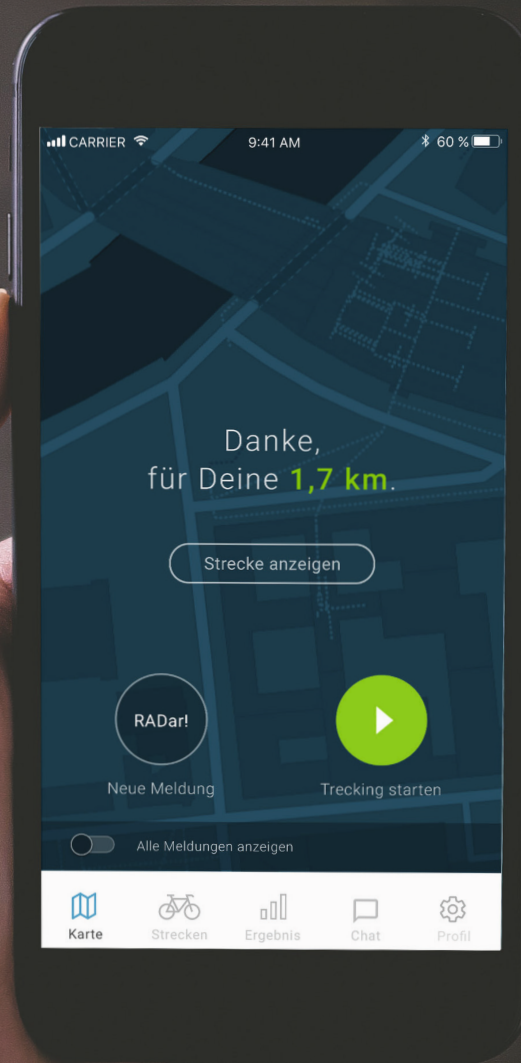 CARRIER 9:41 AM 60 %
Danke,
für Deine 1,7 km.
Strecke anzeigen
RADar!
Neue Meldung Trecking starten
Alle Meldungen anzeigen
Karte Strecken Ergebnis Chat Profil